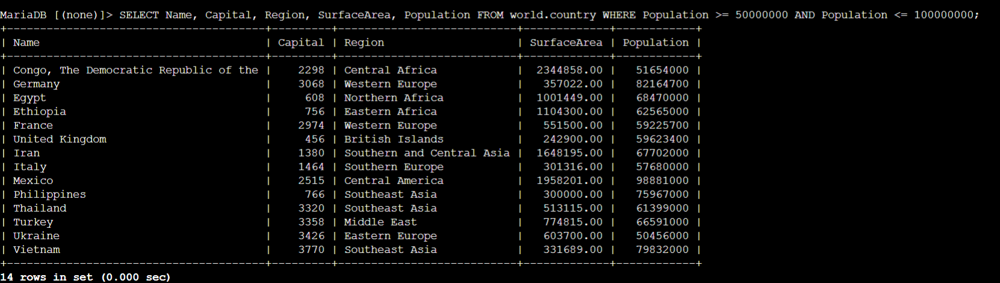 MariaDB [(none)]> SELECT Name, Capital, Region, SurfaceArea, Population FROM world.country WHERE Population >= 50000000 AND Population <= 100000000;
+---------------------------------------+---------+---------------------------+-------------+------------+
| Name                                  | Capital | Region                    | SurfaceArea | Population |
+---------------------------------------+---------+---------------------------+-------------+------------+
| Congo, The Democratic Republic of the |    2298 | Central Africa            |  2344858.00 |   51654000 |
| Germany                               |    3068 | Western Europe            |   357022.00 |   82164700 |
| Egypt                                 |     608 | Northern Africa           |  1001449.00 |   68470000 |
| Ethiopia                              |     756 | Eastern Africa            |  1104300.00 |   62565000 |
| France                                |    2974 | Western Europe            |   551500.00 |   59225700 |
| United Kingdom                        |     456 | British Islands           |   242900.00 |   59623400 |
| Iran                                  |    1380 | Southern and Central Asia |  1648195.00 |   67702000 |
| Italy                                 |    1464 | Southern Europe           |   301316.00 |   57680000 |
| Mexico                                |    2515 | Central America           |  1958201.00 |   98881000 |
| Philippines                           |     766 | Southeast Asia            |   300000.00 |   75967000 |
| Thailand                              |    3320 | Southeast Asia            |   513115.00 |   61399000 |
| Turkey                                |    3358 | Middle East               |   774815.00 |   66591000 |
| Ukraine                               |    3426 | Eastern Europe            |   603700.00 |   50456000 |
| Vietnam                               |    3770 | Southeast Asia            |   331689.00 |   79832000 |
+---------------------------------------+---------+---------------------------+-------------+------------+
14 rows in set (0.000 sec)